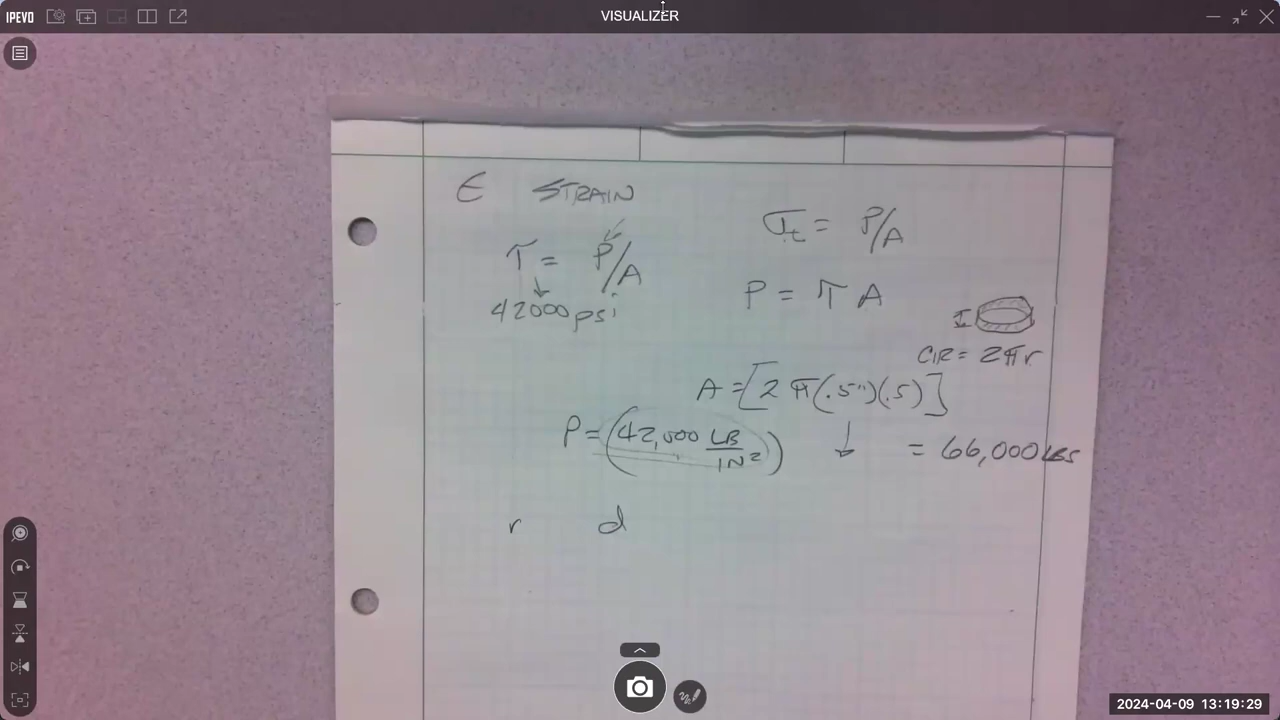 IPEVO
VISUALIZER
ϵ STRAIN
τ = P/A
42000 psi
σt = P/A
P = τ A
CIR = 2πr
A = [2 π(.5")(.5)]
P = (42,000 LB/IN²) ↓ = 66,000 LBS
r d
2024-04-09 13:19:29